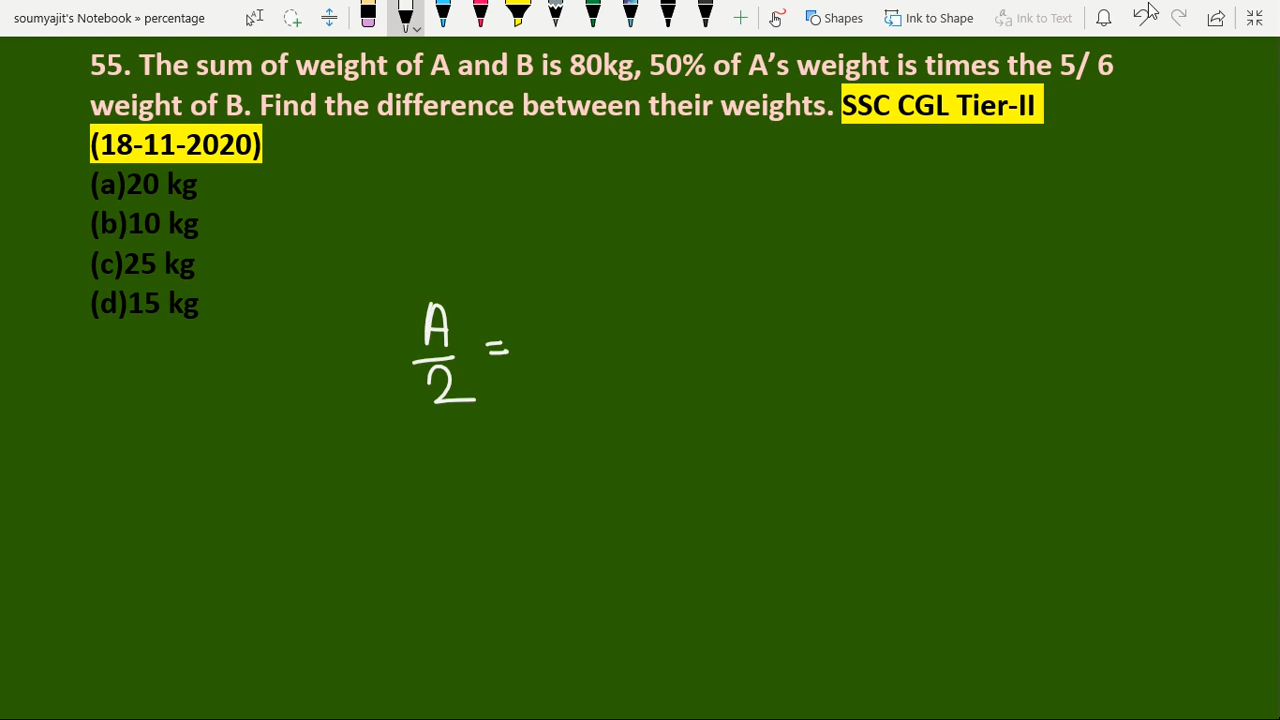 soumyajit's Notebook » percentage
Shapes
Ink to Shape
Ink to Text
55. The sum of weight of A and B is 80kg, 50% of A’s weight is times the 5/ 6
weight of B. Find the difference between their weights. SSC CGL Tier-II
(18-11-2020)
(a)20 kg
(b)10 kg
(c)25 kg
(d)15 kg
A
=
2